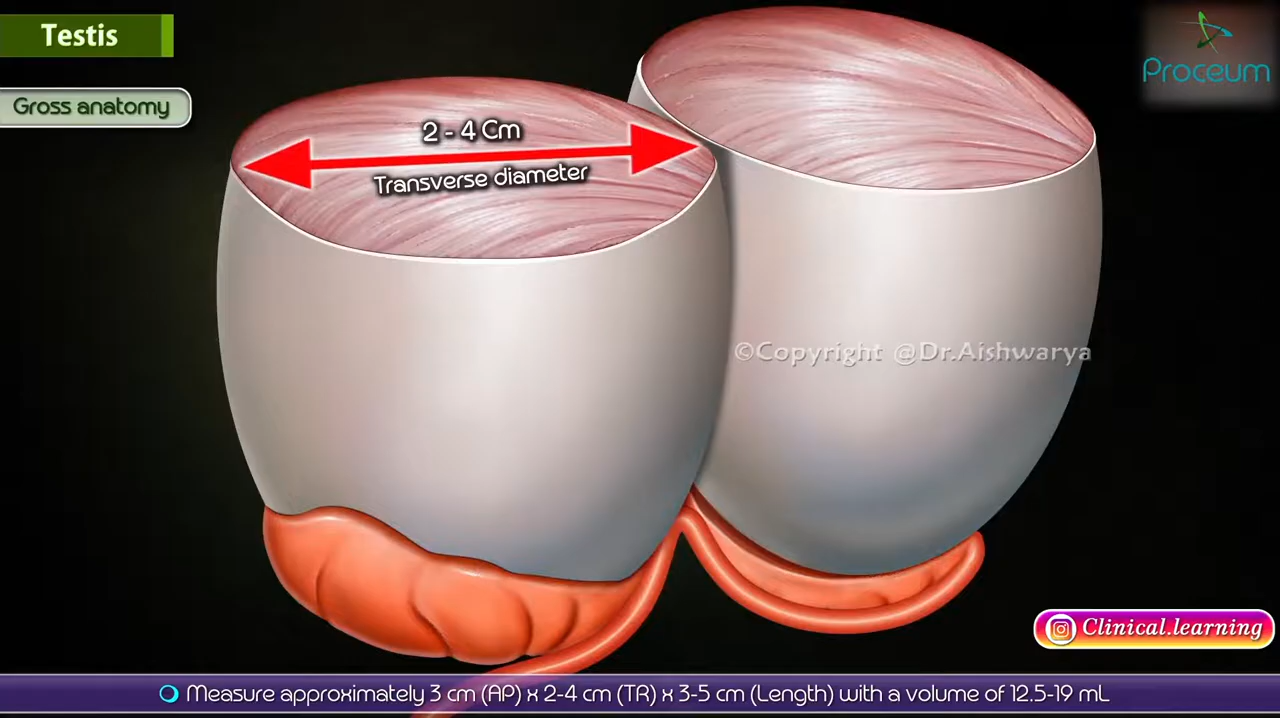 Testis
Proceum
Gross anatomy
2 - 4 Cm
Transverse diameter
©Copyright @Dr.Aishwarya
Clinical.learning
Measure approximately 3 cm (AP) x 2-4 cm (TR) x 3-5 cm (Length) with a volume of 12.5-19 mL